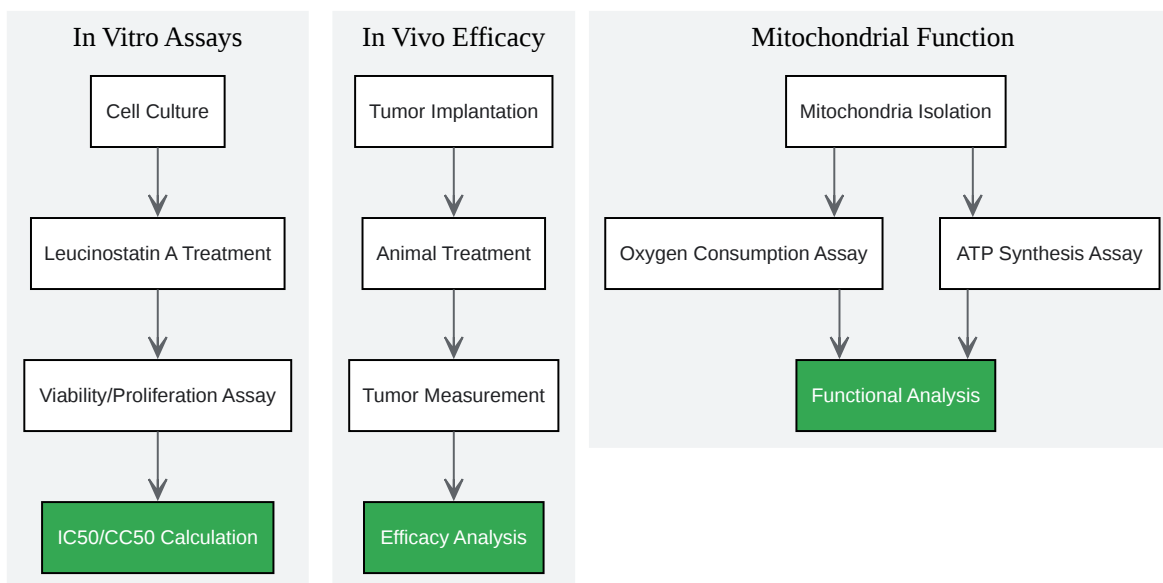 In Vitro Assays
Cell Culture
Leucinostatin A Treatment
Viability/Proliferation Assay
IC50/CC50 Calculation
In Vivo Efficacy
Tumor Implantation
Animal Treatment
Tumor Measurement
Efficacy Analysis
Mitochondrial Function
Mitochondria Isolation
Oxygen Consumption Assay
ATP Synthesis Assay
Functional Analysis